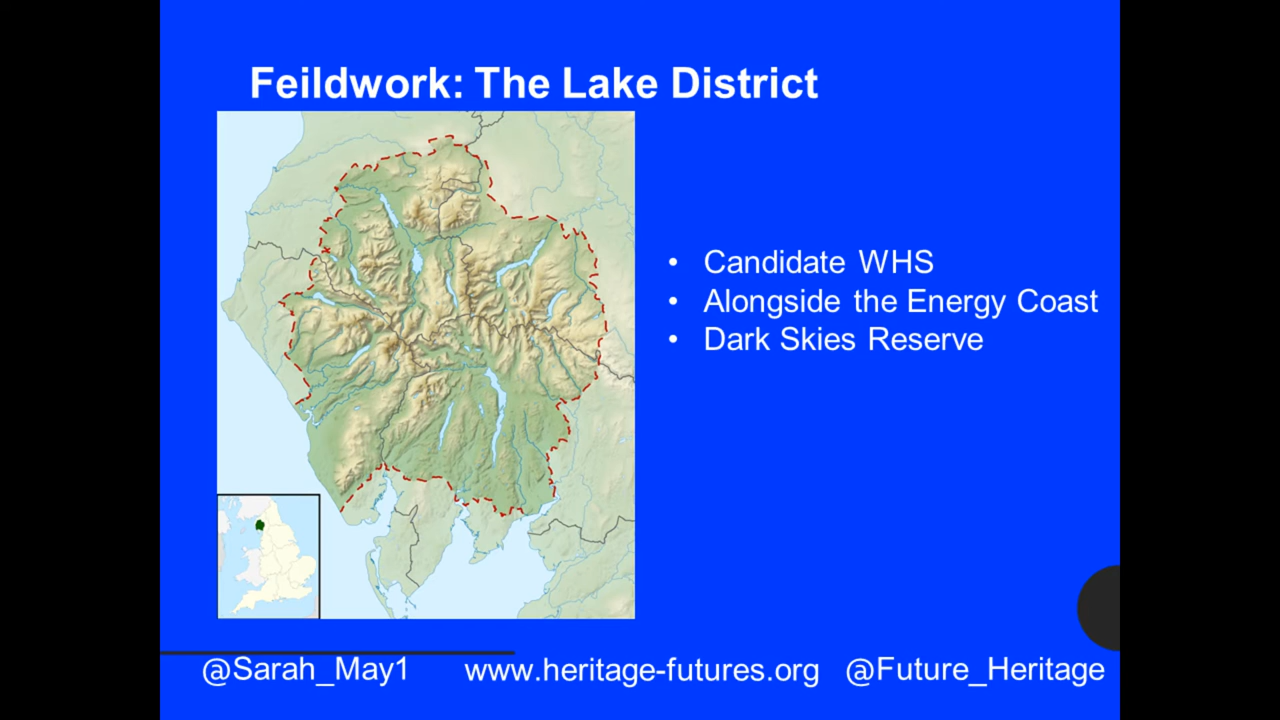 Feildwork: The Lake District
• Candidate WHS
• Alongside the Energy Coast
• Dark Skies Reserve
@Sarah_May1 www.heritage-futures.org @Future_Heritage